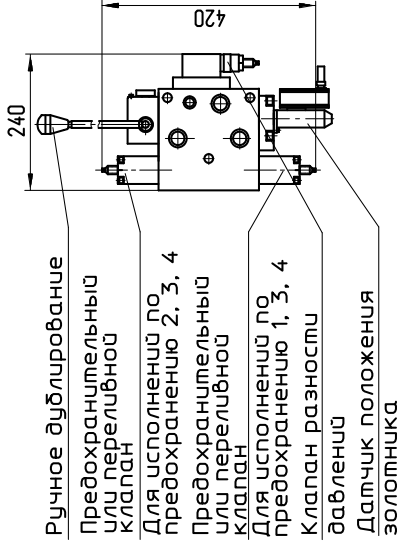 420
240
Ручное дублирование
Предохранительный
или переливной
клапан
Для исполнений по
предохранению 2, 3, 4
Предохранительный
или переливной
клапан
Для исполнений по
предохранению 1, 3, 4
Клапан разности
давлений
Датчик положения
золотника